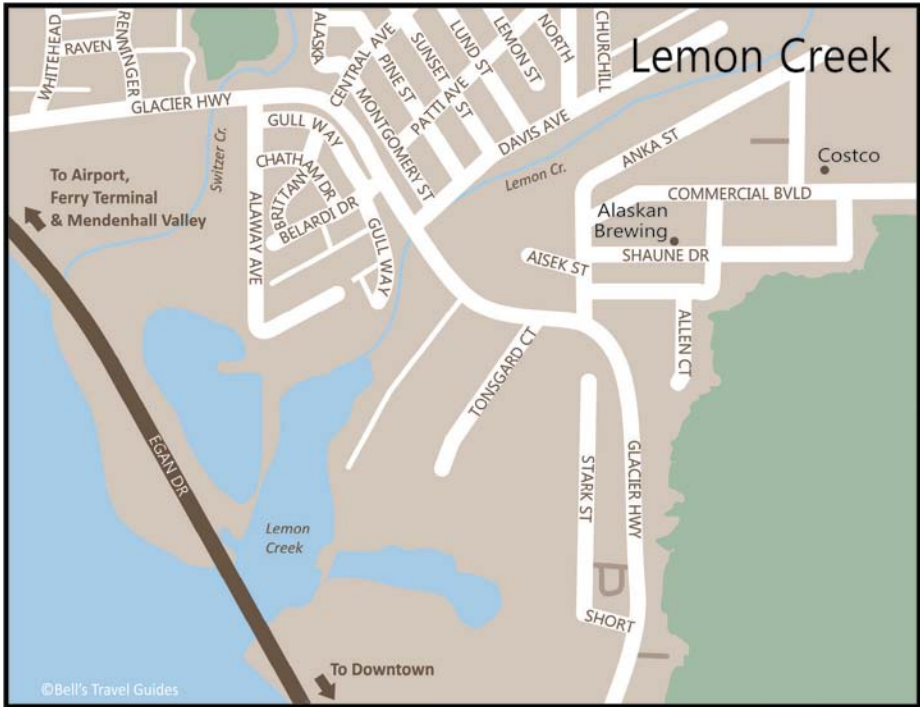 Lemon Creek
WHITEHEAD
RAVEN
RENNINGER
ALASKA
CENTRAL AVE
PINE ST
SUNSET ST
LUND ST
LEMON ST
NORTH
CHURCHILL
GLACIER HWY
MONTGOMERY ST
PATTI AVE
DAVIS AVE
GULL WAY
CHATHAM DR
BRITTANY
BELARDI DR
GULL WAY
ALAWAY AVE
Switzer Cr.
Lemon Cr.
ANKA ST
Costco
COMMERCIAL BVLD
Alaskan
Brewing
SHAUNE DR
AISEK ST
ALLEN CT
To Airport,
Ferry Terminal
& Mendenhall Valley
TONSGARD CT
EGAN DR
STARK ST
GLACIER HWY
Lemon
Creek
SHORT
To Downtown
©Bell's Travel Guides